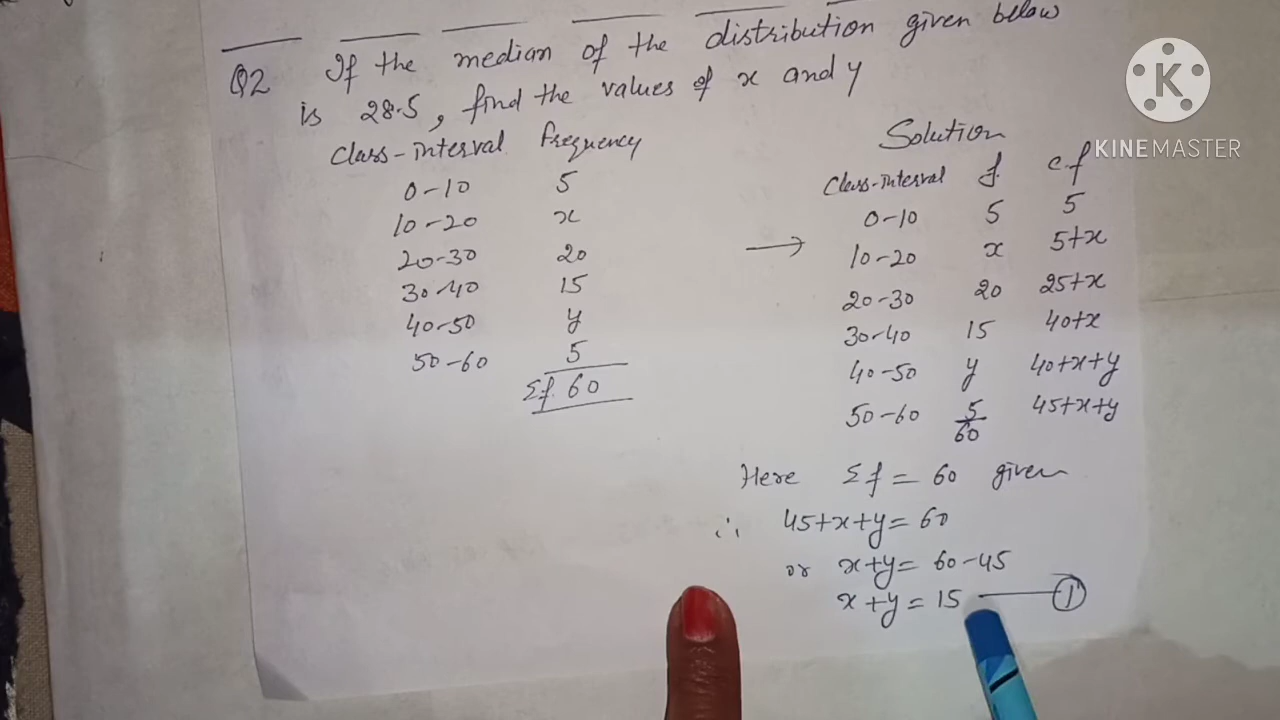 Q2 If the median of the distribution given below
is 28.5, find the values of x and y
Class-interval Frequency
0-10 5
10-20 x
20-30 20
30-40 15
40-50 y
50-60 5
Σf 60
Solution
Class-interval f. c.f
0-10 5 5
→ 10-20 x 5+x
20-30 20 25+x
30-40 15 40+x
40-50 y 40+x+y
50-60 5 45+x+y
60
Here Σf = 60 given
∴ 45+x+y = 60
or x+y = 60-45
x+y = 15 — ①
K
KINEMASTER